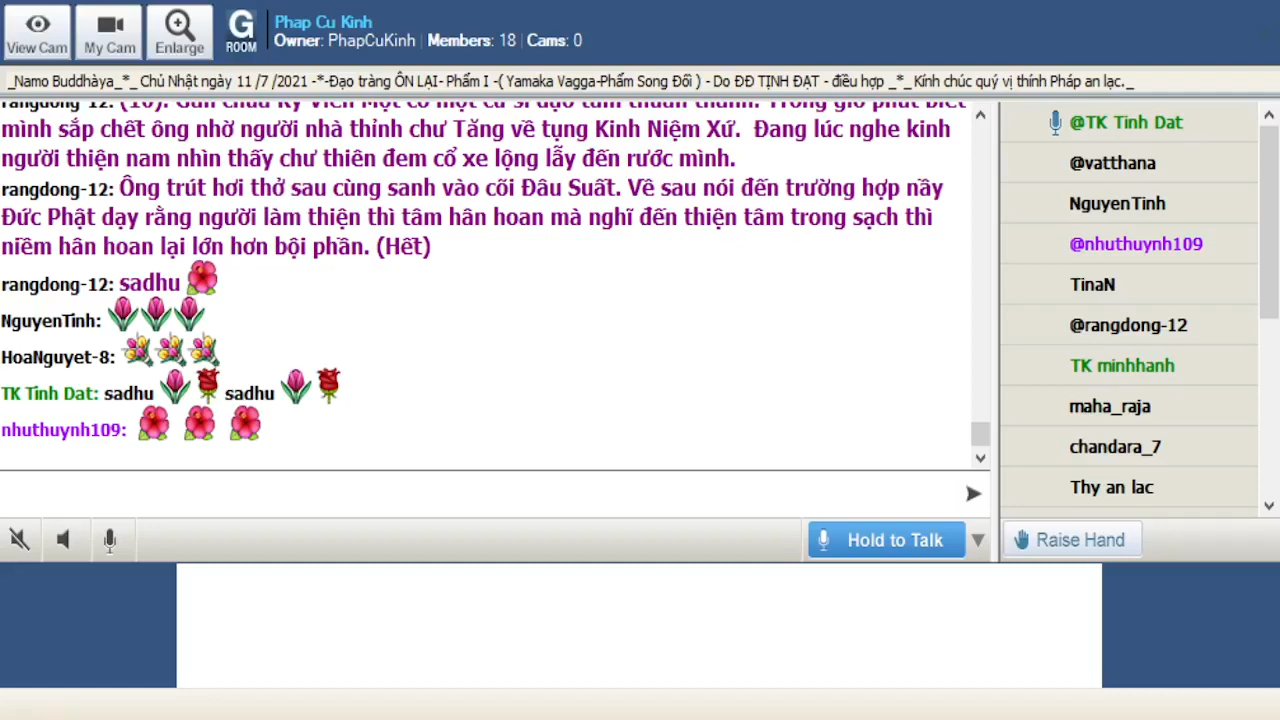 View Cam
My Cam
Enlarge
G
ROOM
Phap Cu Kinh
Owner: PhapCuKinh | Members: 18 | Cams: 0
_Namo Buddhàya_*_ Chủ Nhật ngày 11 /7 /2021 -*-Đạo tràng ÔN LẠI- Phẩm I -( Yamaka Vagga-Phẩm Song Đối ) - Do ĐĐ TỊNH ĐẠT - điều hợp _*_Kính chúc quý vị thính Pháp an lạc._
mình sắp chết ông nhờ người nhà thỉnh chư Tăng về tụng Kinh Niệm Xứ. Đang lúc nghe kinh
người thiện nam nhìn thấy chư thiên đem cổ xe lộng lẫy đến rước mình.
rangdong-12: Ông trút hơi thở sau cùng sanh vào cõi Đâu Suất. Về sau nói đến trường hợp nầy
Đức Phật dạy rằng người làm thiện thì tâm hân hoan mà nghĩ đến thiện tâm trong sạch thì
niềm hân hoan lại lớn hơn bội phần. (Hết)
rangdong-12: sadhu
NguyenTinh:
HoaNguyet-8:
TK Tinh Dat: sadhu sadhu
nhuthuynh109:
@TK Tinh Dat
@vatthana
NguyenTinh
@nhuthuynh109
TinaN
@rangdong-12
TK minhhanh
maha_raja
chandara_7
Thy an lac
Hold to Talk
Raise Hand